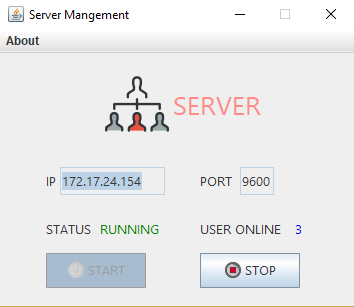 Server Mangement
About
SERVER
IP 172.17.24.154 PORT 9600
STATUS RUNNING USER ONLINE 3
START STOP